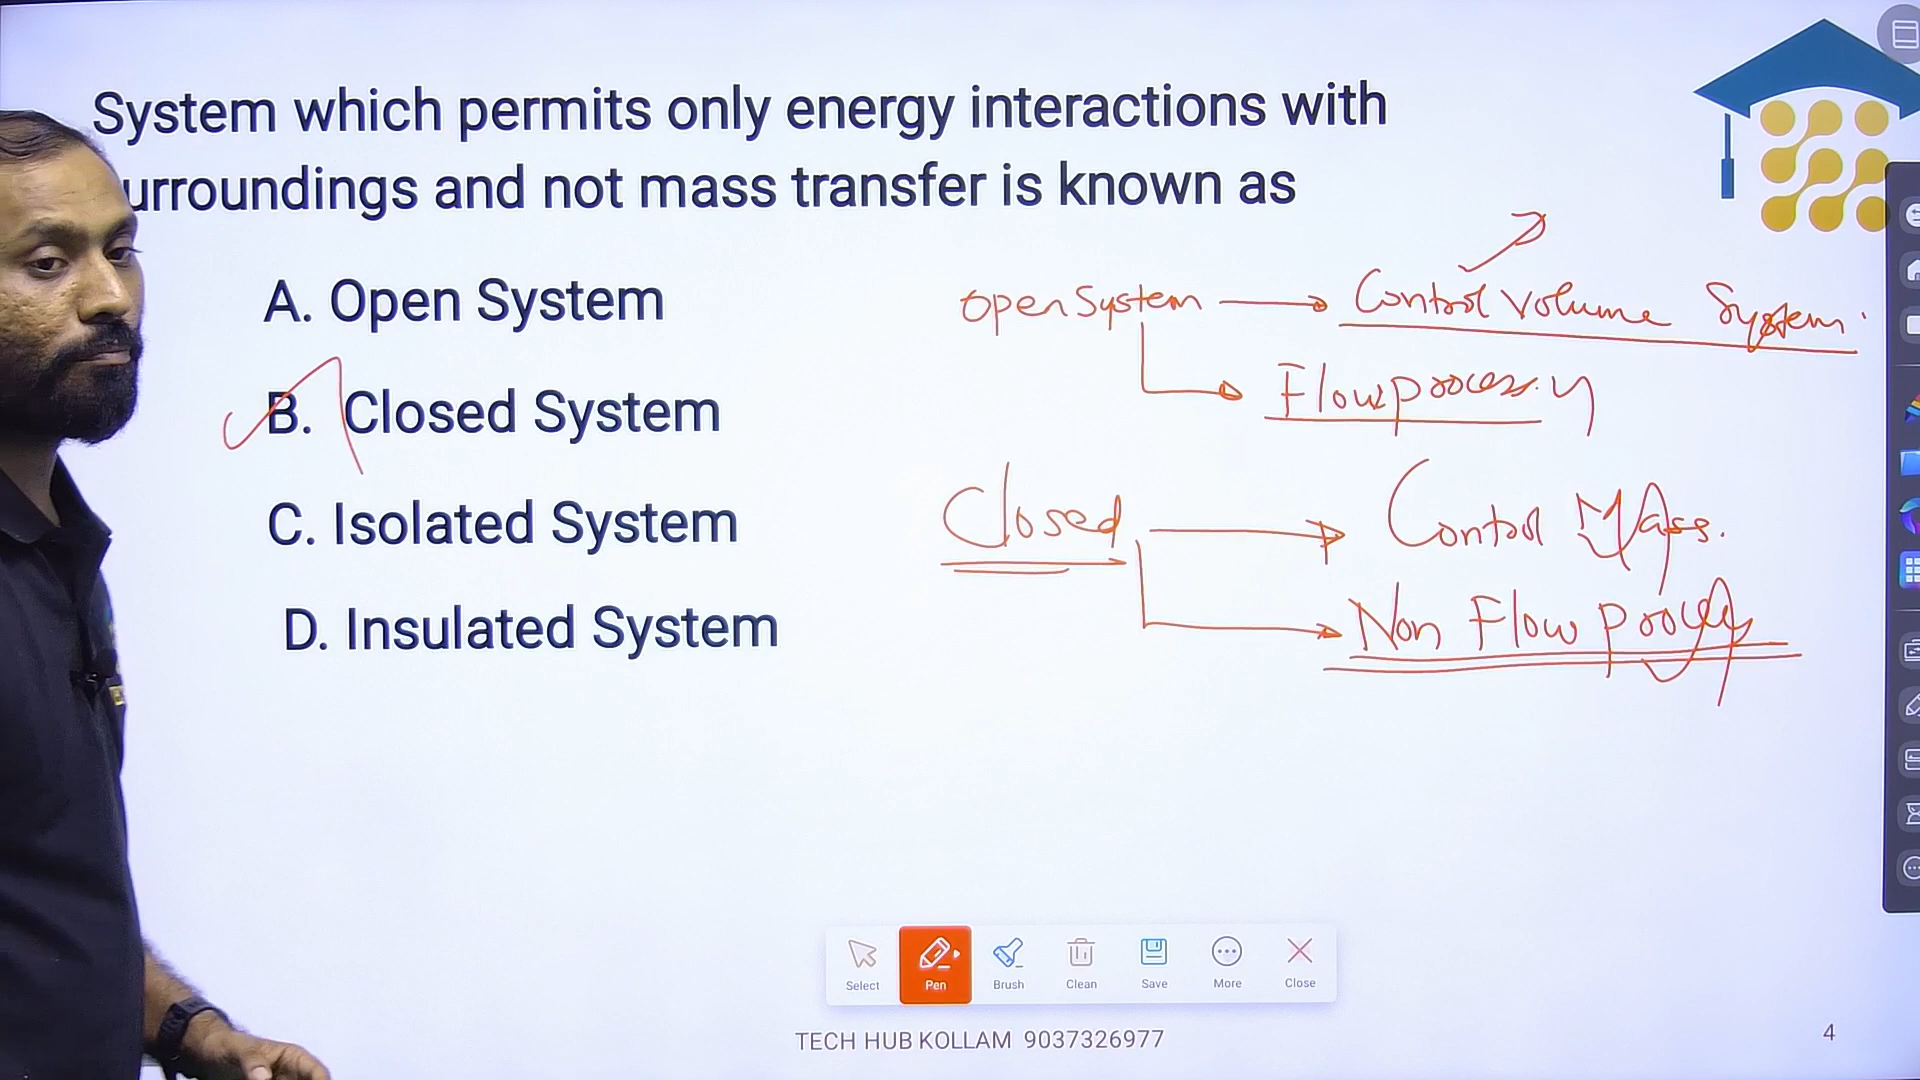 System which permits only energy interactions with
urroundings and not mass transfer is known as
A. Open System
B. Closed System
C. Isolated System
D. Insulated System
Open System → Control Volume System.
Flow process
Closed → Control Mass.
Non Flow process
Select Pen Brush Clean Save More Close
TECH HUB KOLLAM 9037326977
4